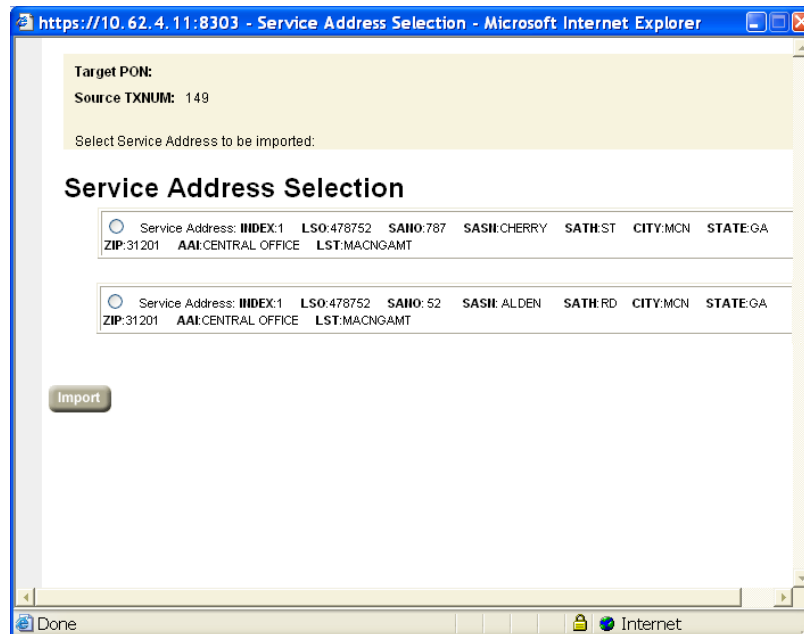 https://10.62.4.11:8303 - Service Address Selection - Microsoft Internet Explorer
Target PON:
Source TXNUM: 149
Select Service Address to be imported:
Service Address Selection
Service Address: INDEX:1 LSO:478752 SANO:787 SASN:CHERRY SATH:ST CITY:MCN STATE:GA
ZIP:31201 AAI:CENTRAL OFFICE LST:MACNGAMT
Service Address: INDEX:1 LSO:478752 SANO: 52 SASN: ALDEN SATH:RD CITY:MCN STATE:GA
ZIP:31201 AAI:CENTRAL OFFICE LST:MACNGAMT
Import
Done Internet